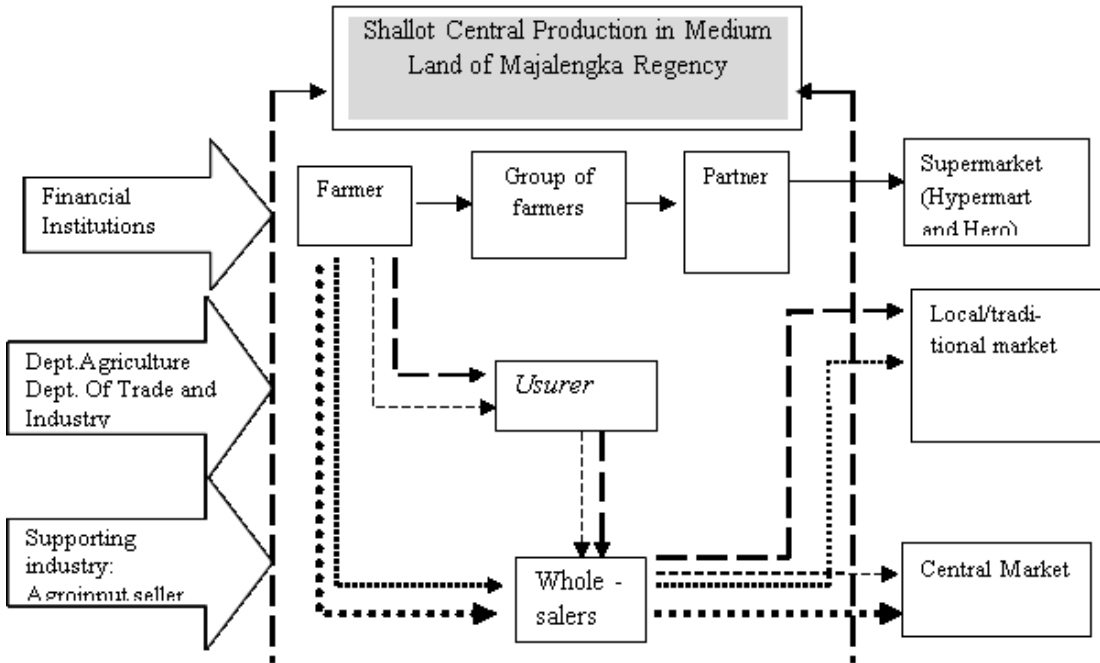 Shallot Central Production in Medium
Land of Majalengka Regency
Financial
Institutions
Farmer
Group of
farmers
Partner
Supermarket
(Hypermart
and Hero)
Dept.Agriculture
Dept. Of Trade and
Industry
Usurer
Local/tradi-
tional market
Supporting
industry:
Agroinput seller
Whole -
salers
Central Market